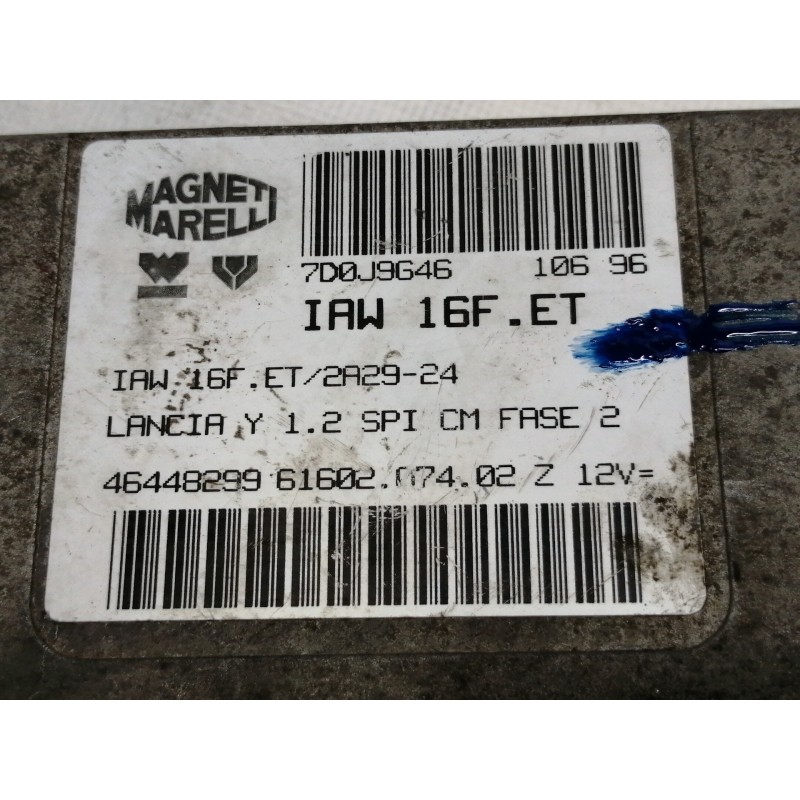 MAGNETI
MARELLI
7D0J9G46 106 96
IAW 16F.ET
IAW 16F.ET/2A29-24
LANCIA Y 1.2 SPI CM FASE 2
46448299 61602.074.02 Z 12V=